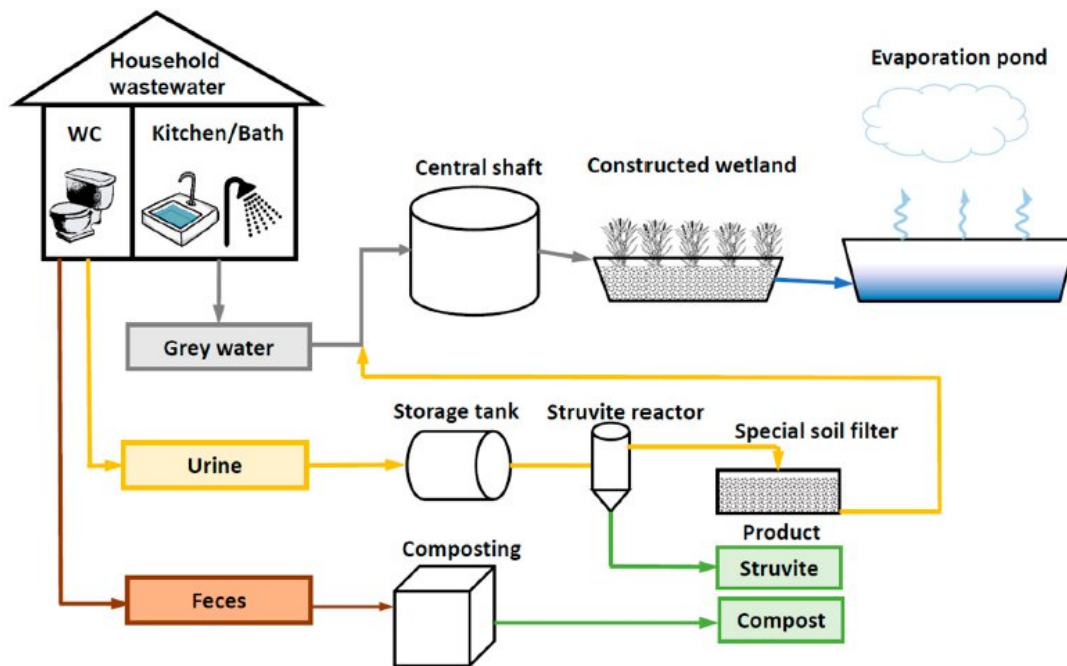 Household
wastewater
WC
Kitchen/Bath
Evaporation pond
Central shaft
Constructed wetland
Grey water
Storage tank
Struvite reactor
Special soil filter
Urine
Product
Struvite
Composting
Feces
Compost